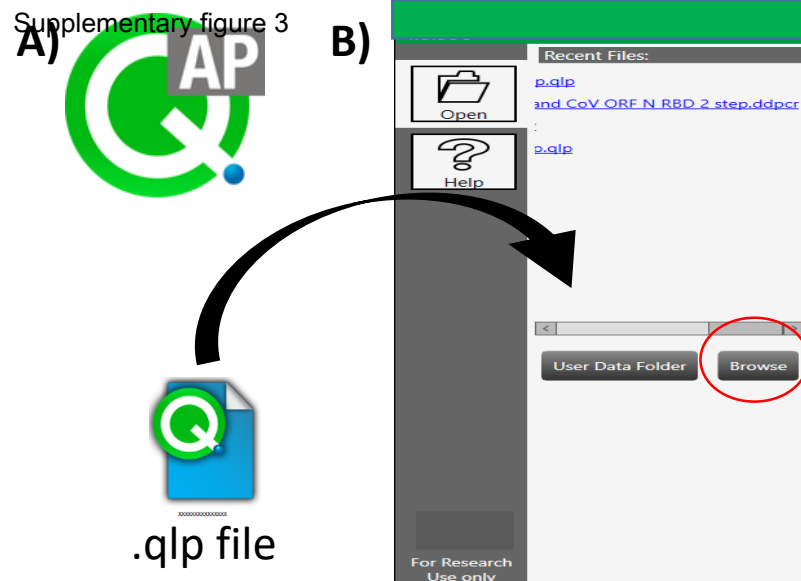 Supplementary figure 3
A)
AP
B)
Recent Files:
Open
p.qlp
and CoV ORF N RBD 2 step.ddpcr
:
p.qlp
Help
<
>
User Data Folder
Browse
xxxxxxxxxxxxxxx
.qlp file
For Research
Use only